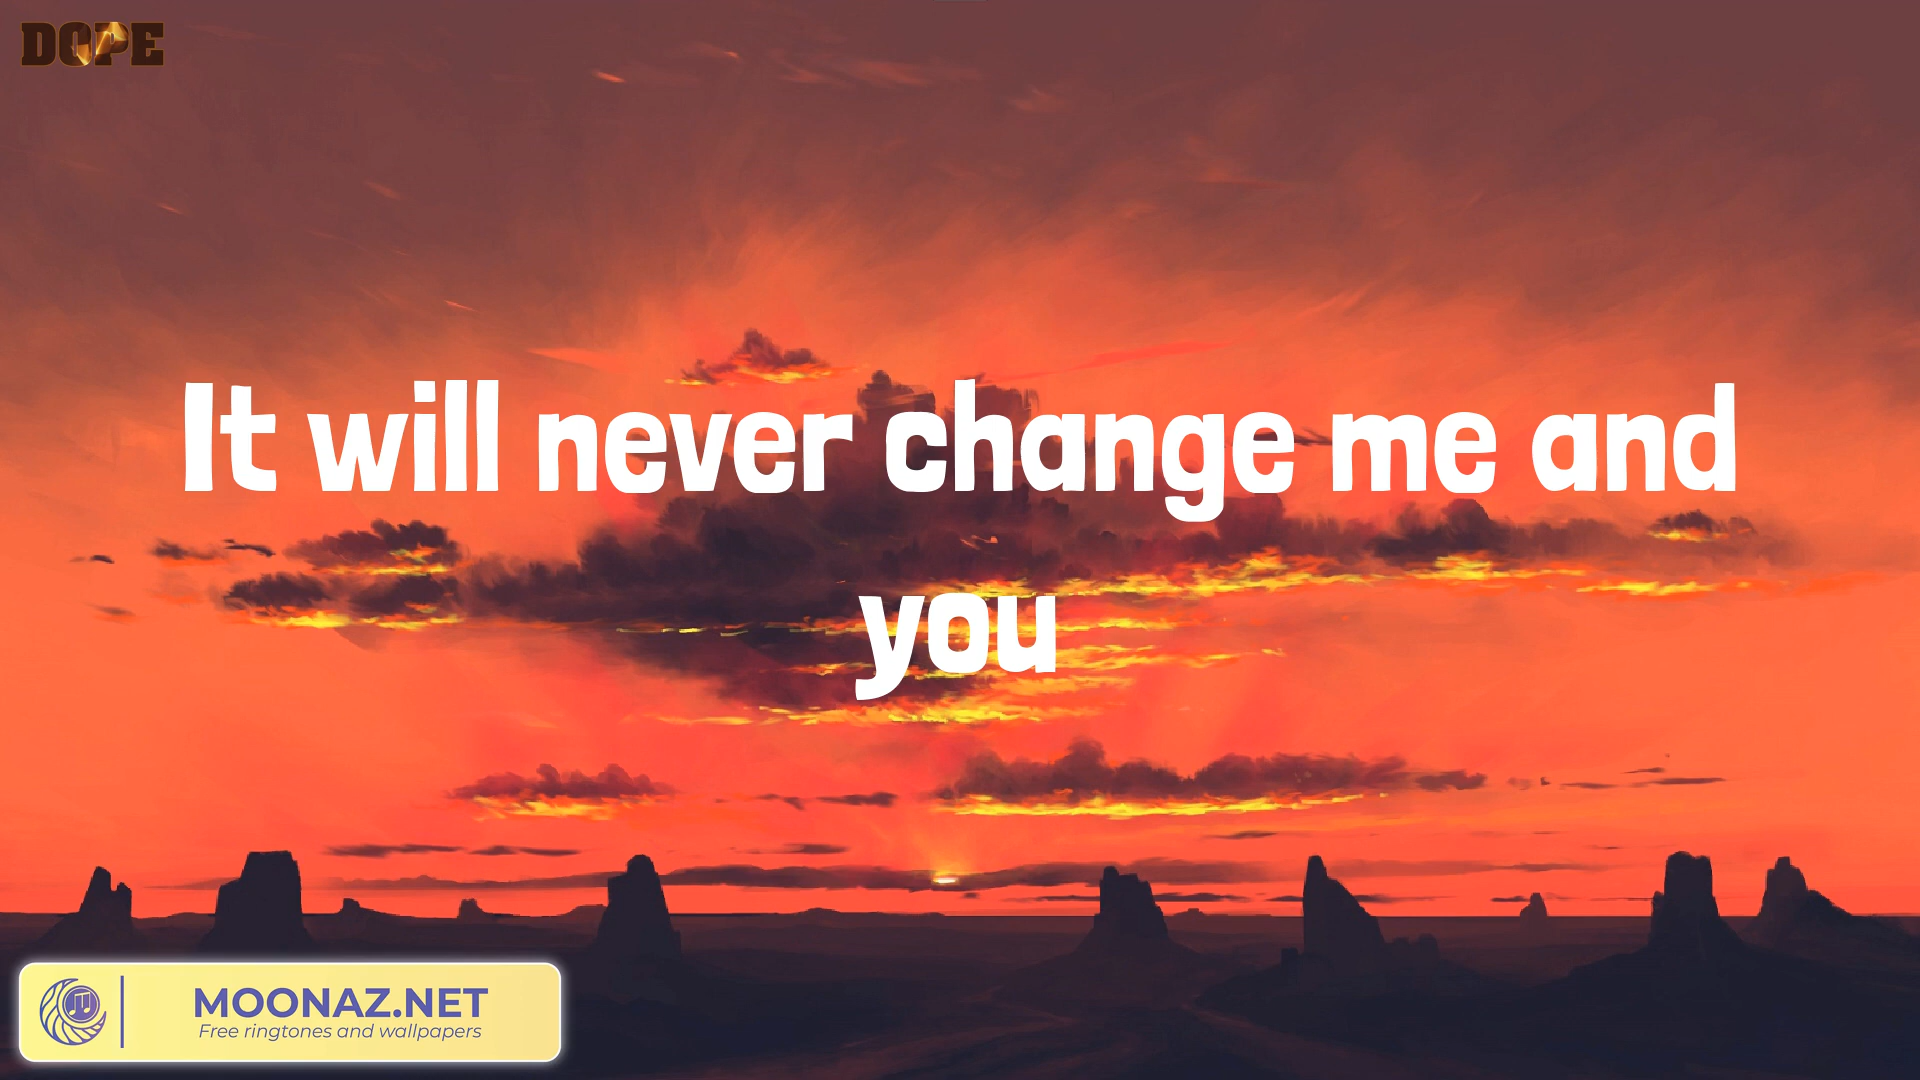 DOPE
It will never change me and
you
MOONAZ.NET
Free ringtones and wallpapers